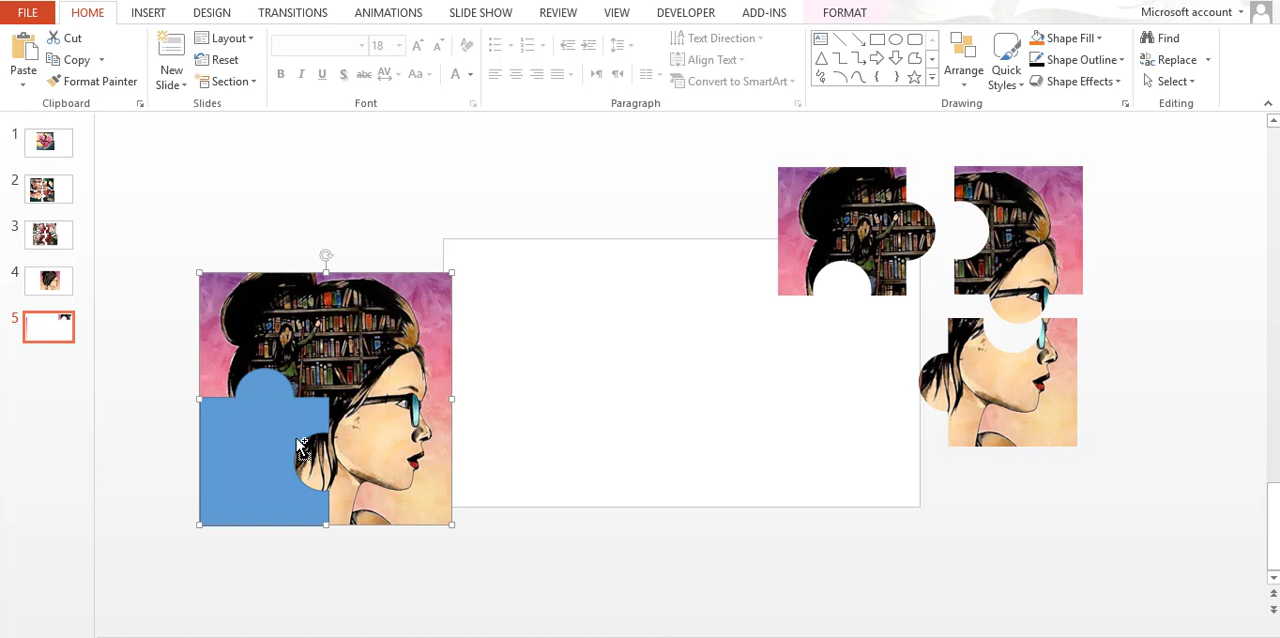 FILE HOME INSERT DESIGN TRANSITIONS ANIMATIONS SLIDE SHOW REVIEW VIEW DEVELOPER ADD-INS FORMAT Microsoft account
Paste
Cut
Copy
Format Painter
Clipboard
New
Slide
Layout
Reset
Section
Slides
18
B I U S abc AV Aa A
Font
Text Direction
Align Text
Convert to SmartArt
Paragraph
Arrange
Quick
Styles
Shape Fill
Shape Outline
Shape Effects
Drawing
Find
Replace
Select
Editing
1
2
3
4
5